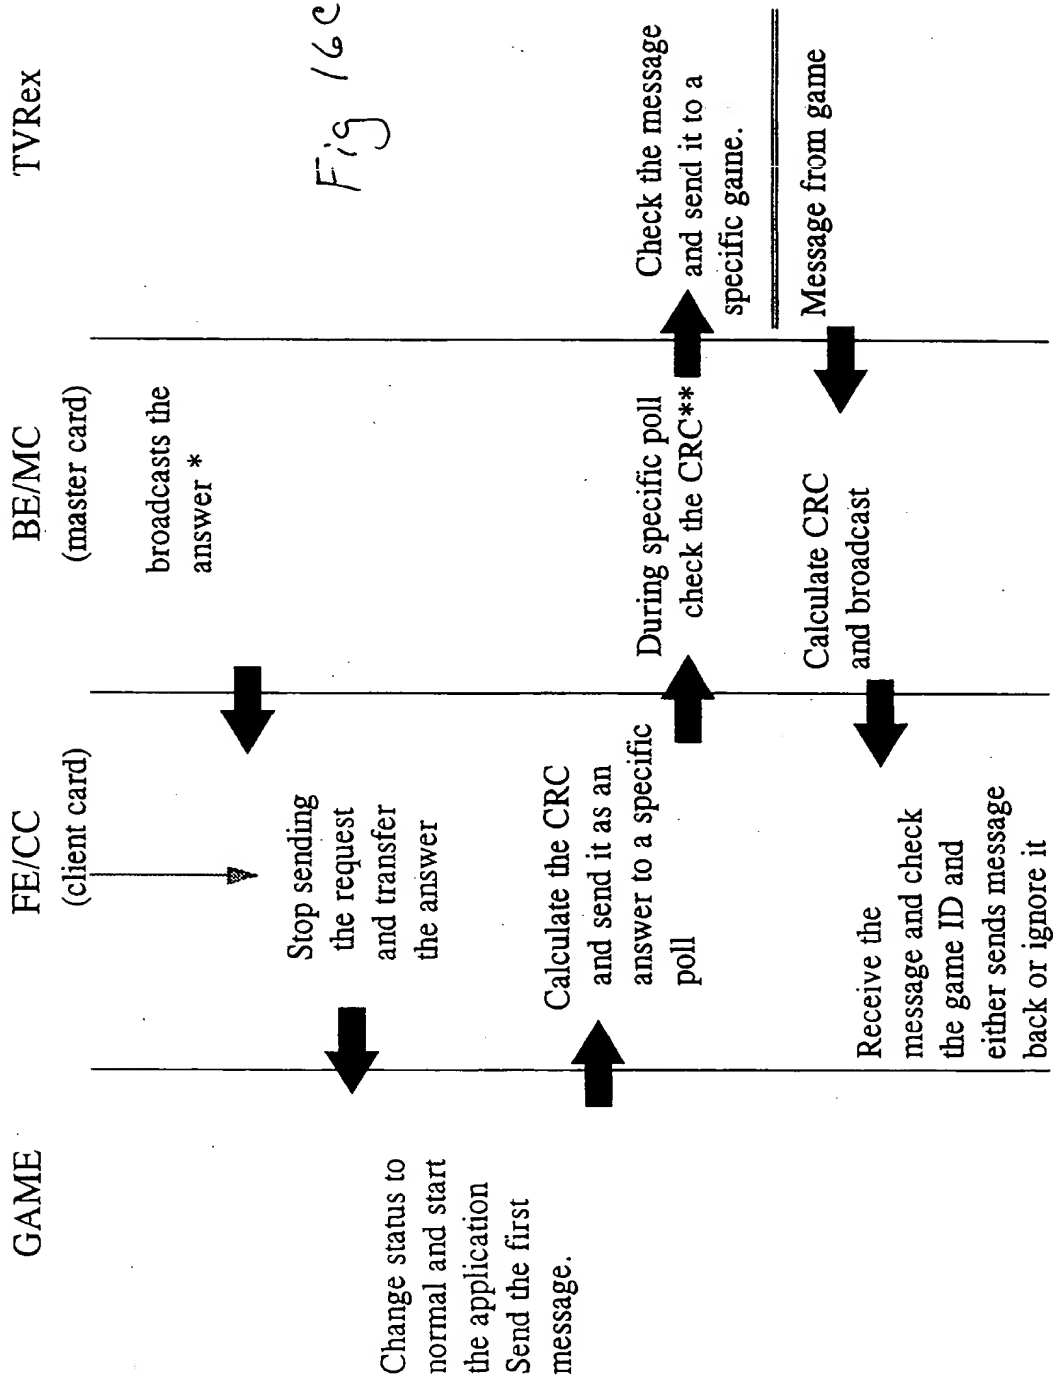 GAME
FE/CC
(client card)
BE/MC
(master card)
TVRex
broadcasts the
answer *
Stop sending
the request
and transfer
the answer
Fig 16C
Change status to
normal and start
the application
Send the first
message.
Calculate the CRC
and send it as an
answer to a specific
poll
During specific poll
check the CRC**
Check the message
and send it to a
specific game.
Message from game
Calculate CRC
and broadcast
Receive the
message and check
the game ID and
either sends message
back or ignore it